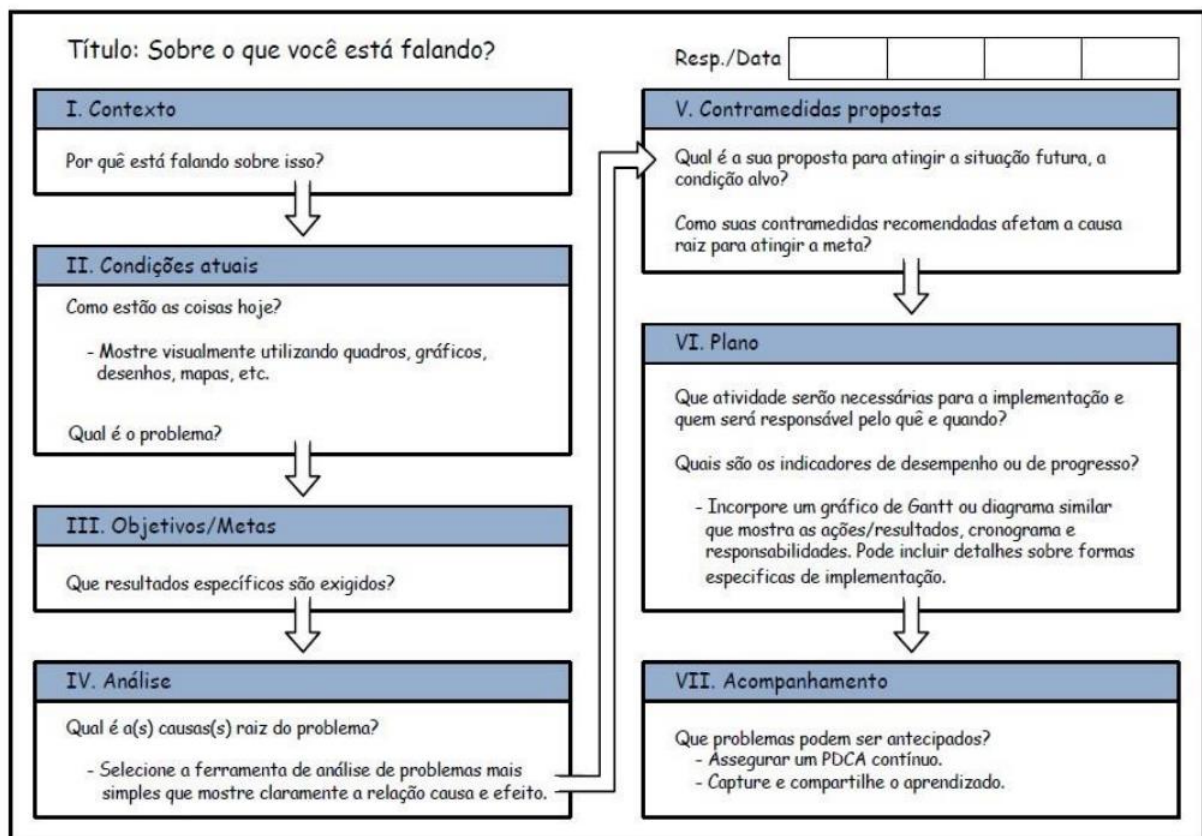 Título: Sobre o que você está falando?
Resp./Data
I. Contexto
Por quê está falando sobre isso?
II. Condições atuais
Como estão as coisas hoje?
- Mostre visualmente utilizando quadros, gráficos,
desenhos, mapas, etc.
Qual é o problema?
III. Objetivos/Metas
Que resultados específicos são exigidos?
IV. Análise
Qual é a(s) causas(s) raiz do problema?
- Selecione a ferramenta de análise de problemas mais
simples que mostre claramente a relação causa e efeito.
V. Contramedidas propostas
Qual é a sua proposta para atingir a situação futura, a
condição alvo?
Como suas contramedidas recomendadas afetam a causa
raiz para atingir a meta?
VI. Plano
Que atividade serão necessárias para a implementação e
quem será responsável pelo quê e quando?
Quais são os indicadores de desempenho ou de progresso?
- Incorpore um gráfico de Gantt ou diagrama similar
que mostra as ações/resultados, cronograma e
responsabilidades. Pode incluir detalhes sobre formas
especificas de implementação.
VII. Acompanhamento
Que problemas podem ser antecipados?
- Assegurar um PDCA contínuo.
- Capture e compartilhe o aprendizado.